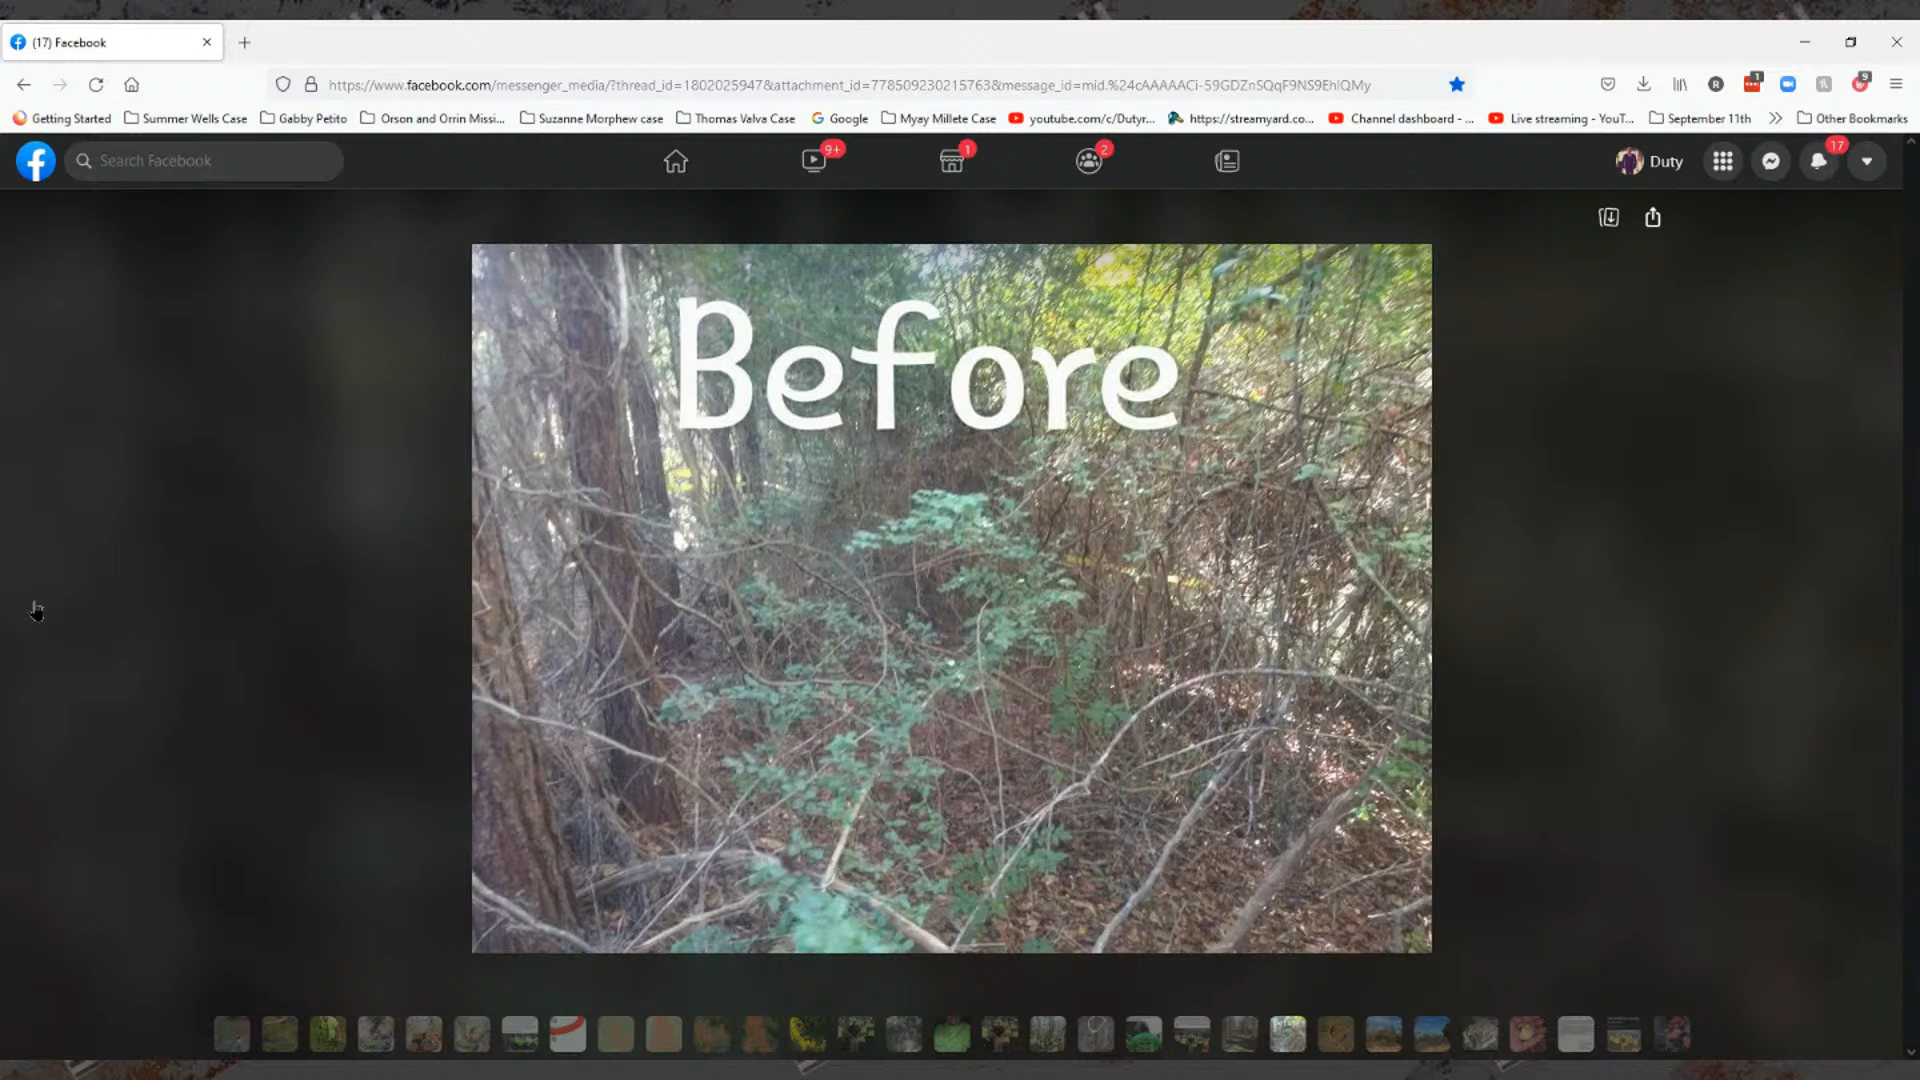 (17) Facebook
https://www.facebook.com/messenger_media/?thread_id=1802025947&attachment_id=778509230215763&message_id=mid.%24cAAAAACi-59GDZnSQqF9NS9EhlQMy
1
9
Getting Started
Summer Wells Case
Gabby Petito
Orson and Orrin Missi...
Suzanne Morphew case
Thomas Valva Case
Google
Myay Millete Case
youtube.com/c/Dutyr...
https://streamyard.co...
Channel dashboard - ...
Live streaming - YouT...
September 11th
Other Bookmarks
Search Facebook
9+
1
2
Duty
17
Before